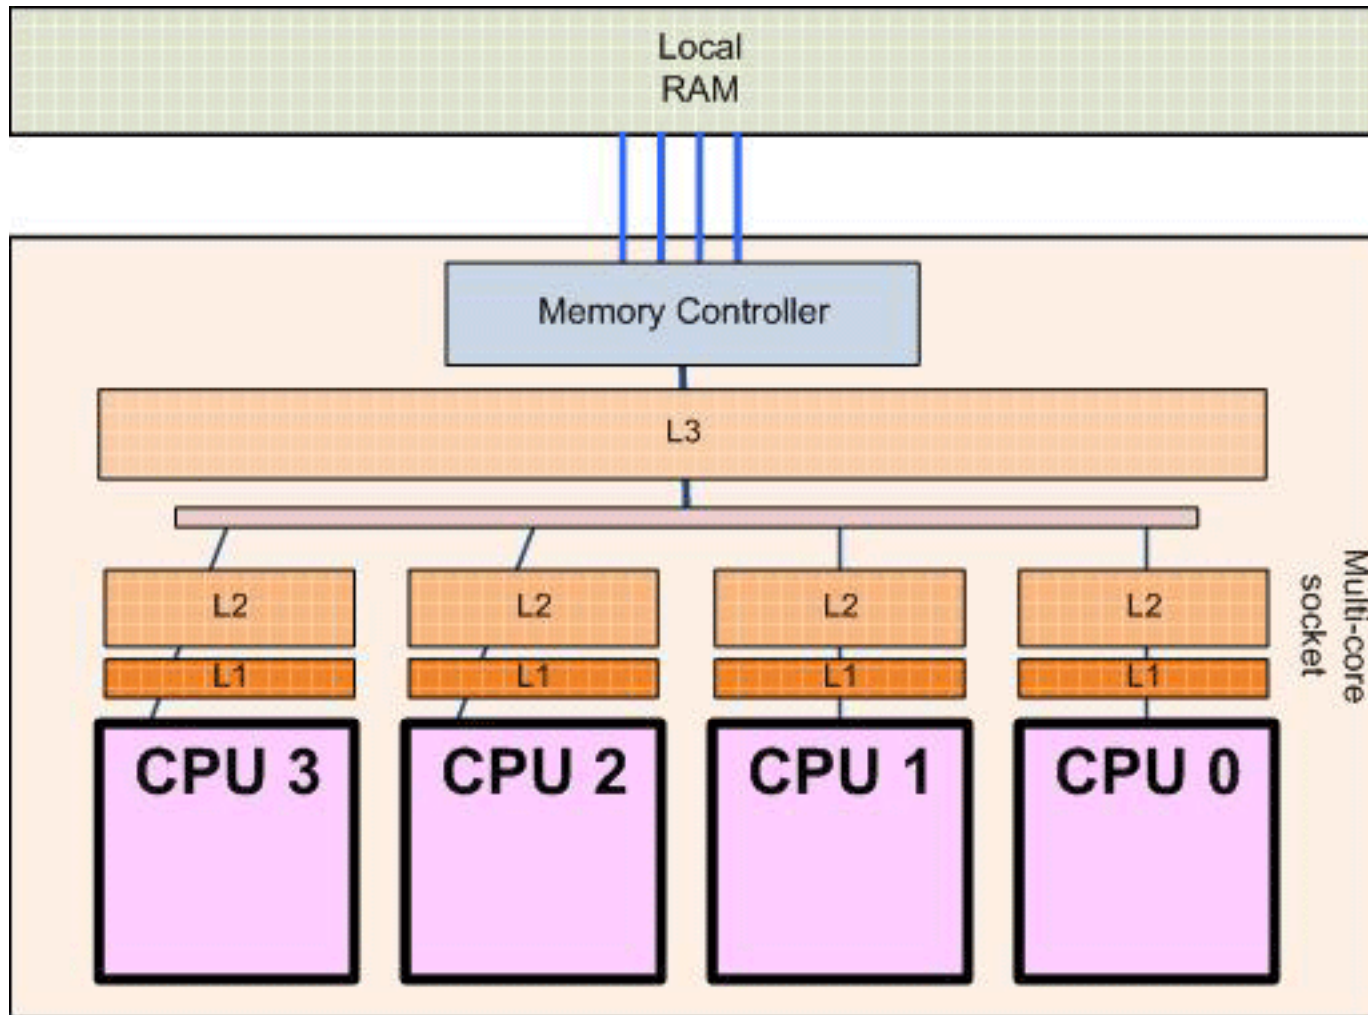 Local
RAM
Memory Controller
L3
L2
L2
L2
L2
L1
L1
L1
L1
CPU 3
CPU 2
CPU 1
CPU 0
Multi-core
socket